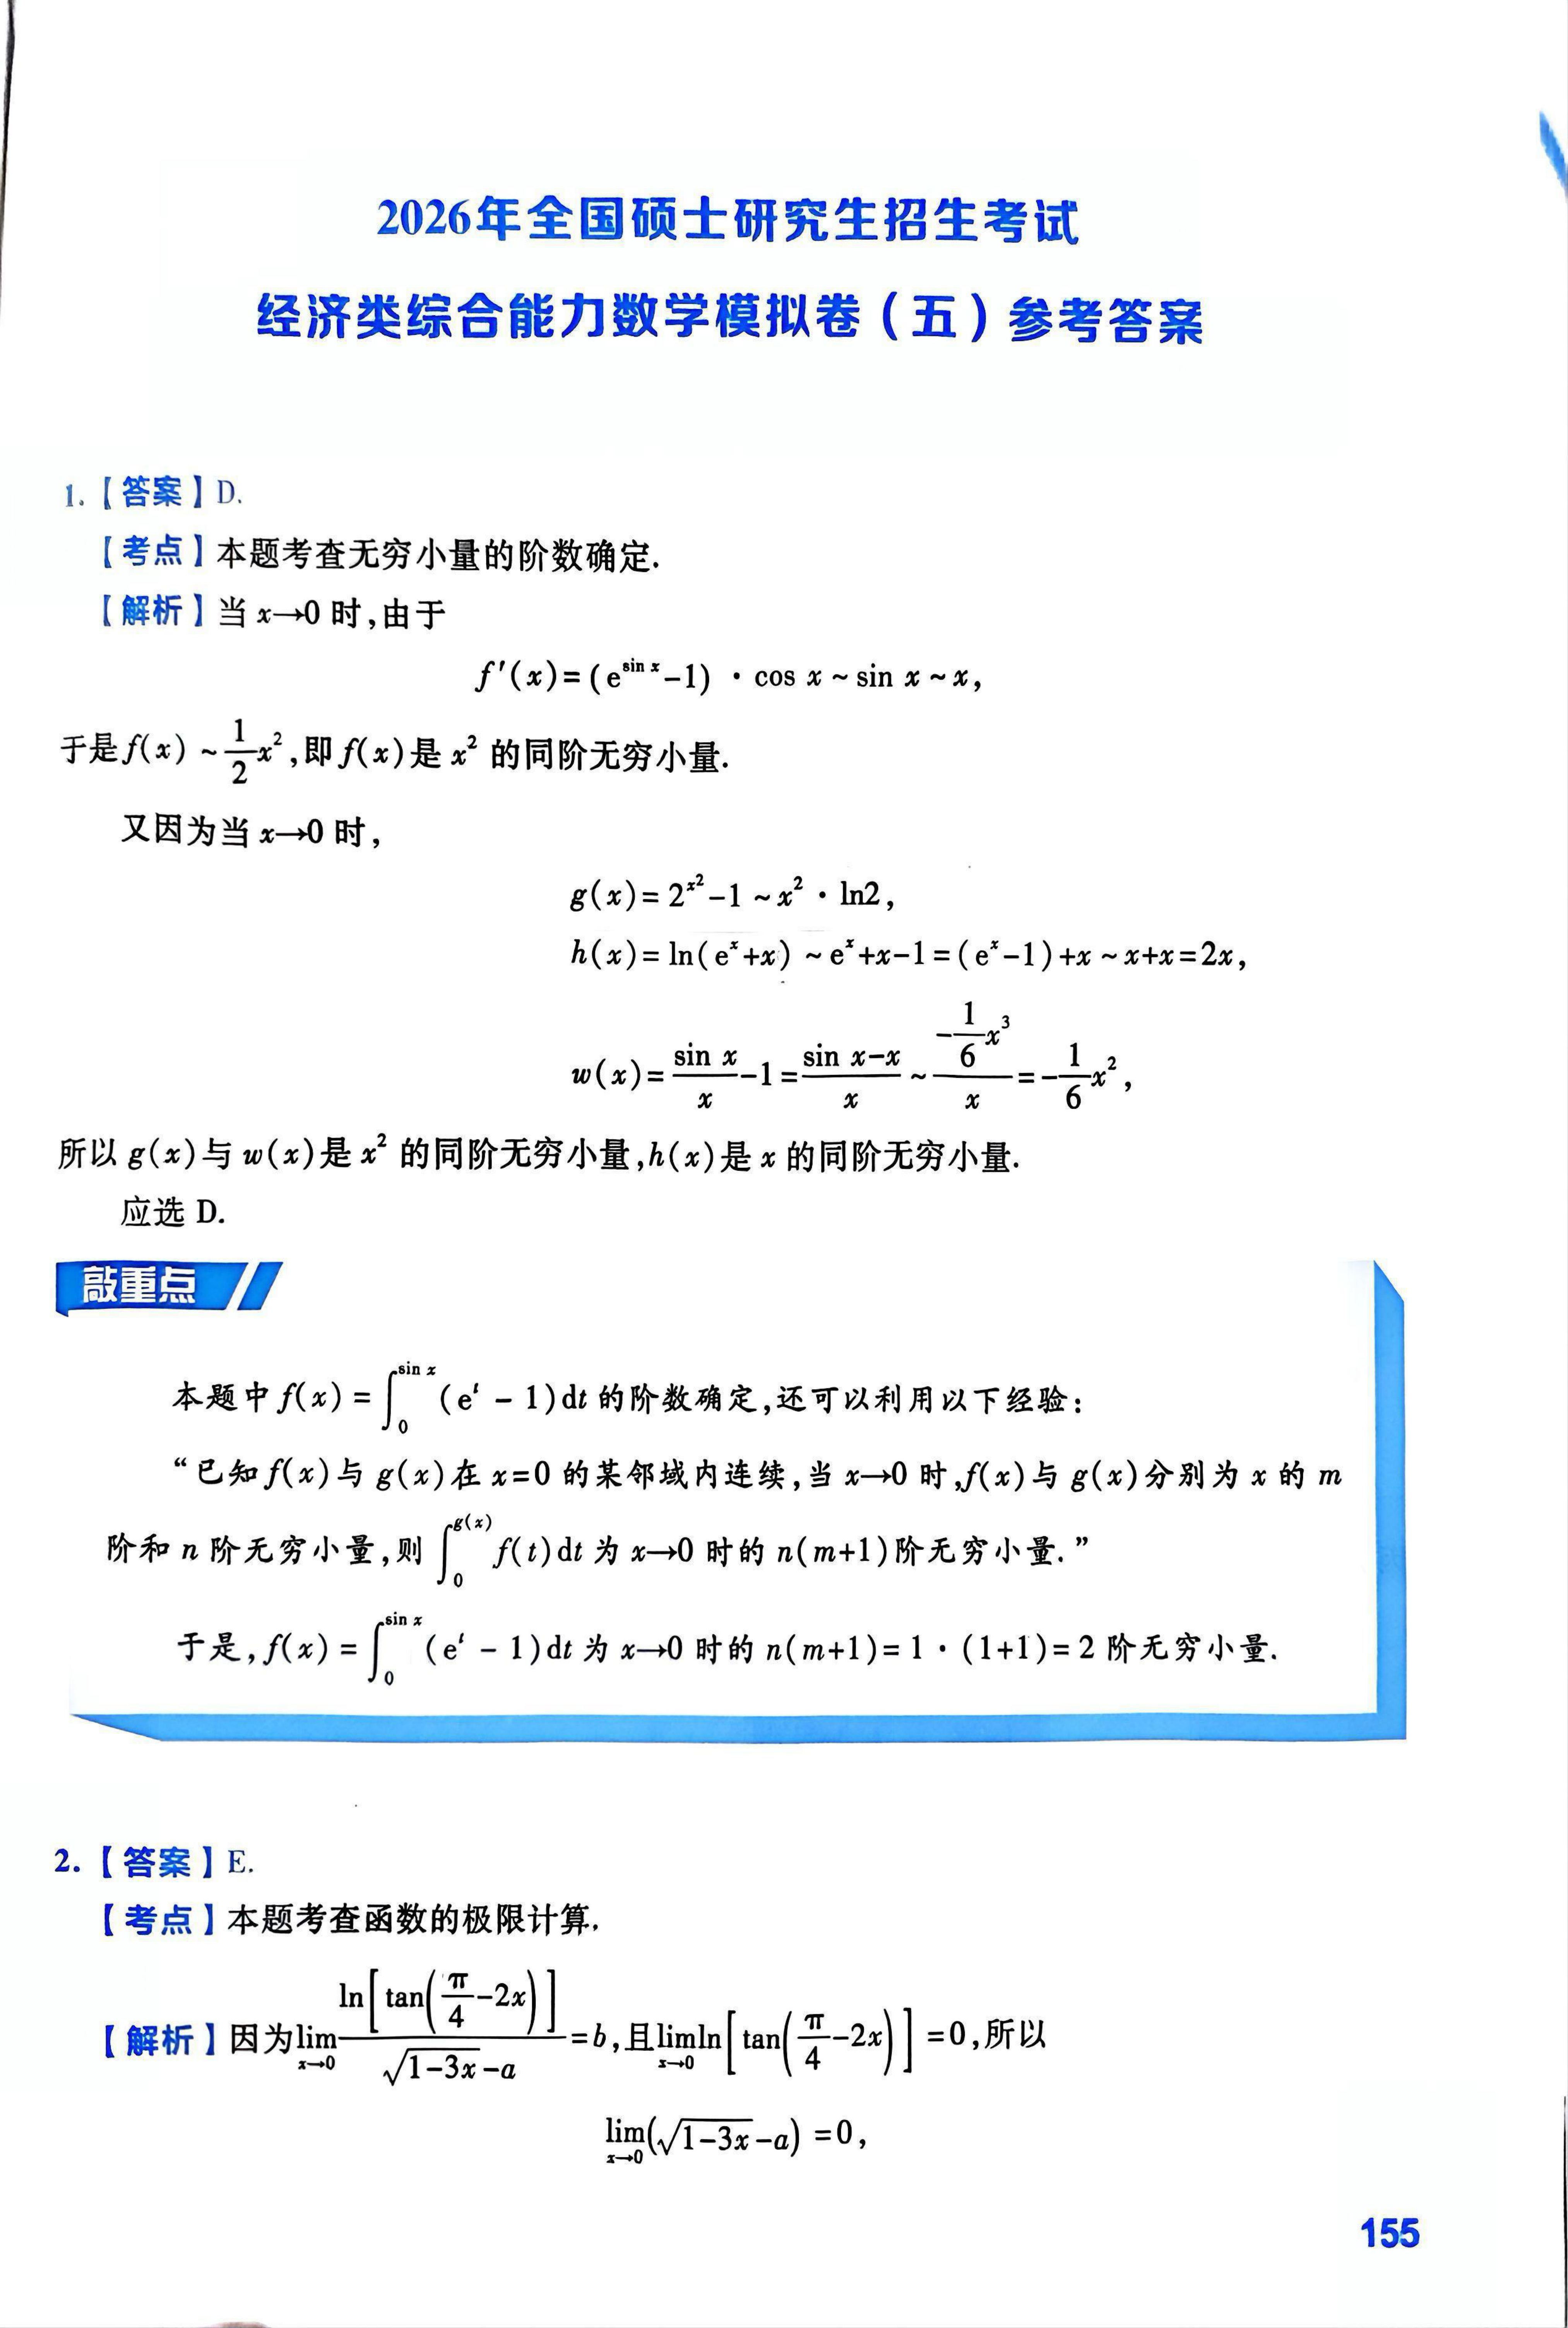 2026年全国硕士研究生招生考试
经济类综合能力数学模拟卷(五)参考答案
1.【答案】D.
【考点】本题考查无穷小量的阶数确定.
【解析】当 x→0 时,由于
f′(x)=(e^{sin x}-1)·cos x~sin x~x,
于是f(x)~\frac{1}{2}x²,即 f(x)是 x² 的同阶无穷小量.
又因为当 x→0 时,
g(x)=2^{x²}-1~x²·ln2,
h(x)=ln(e^x+x)~e^x+x-1=(e^x-1)+x~x+x=2x,
w(x)=\frac{sin x}{x}-1=\frac{sin x-x}{x}~\frac{-\frac{1}{6}x³}{x}=-\frac{1}{6}x²,
所以 g(x)与 w(x)是 x² 的同阶无穷小量,h(x)是 x 的同阶无穷小量.
应选 D.
敲重点
本题中 f(x)=∫_0^{sin x}(e^t-1)dt 的阶数确定,还可以利用以下经验:
“已知 f(x)与 g(x)在 x=0 的某邻域内连续,当 x→0 时,f(x)与 g(x)分别为 x 的 m
阶和 n 阶无穷小量,则 ∫_0^{g(x)} f(t)dt 为 x→0 时的 n(m+1)阶无穷小量.”
于是,f(x)=∫_0^{sin x}(e^t-1)dt 为 x→0 时的 n(m+1)=1·(1+1)=2 阶无穷小量.
2.【答案】E.
【考点】本题考查函数的极限计算.
【解析】因为\lim_{x→0}\frac{ln[tan(\frac{π}{4}-2x)]}{\sqrt{1-3x}-a}=b,且\lim_{x→0}ln[tan(\frac{π}{4}-2x)]=0,所以
\lim_{x→0}(\sqrt{1-3x}-a)=0,
155